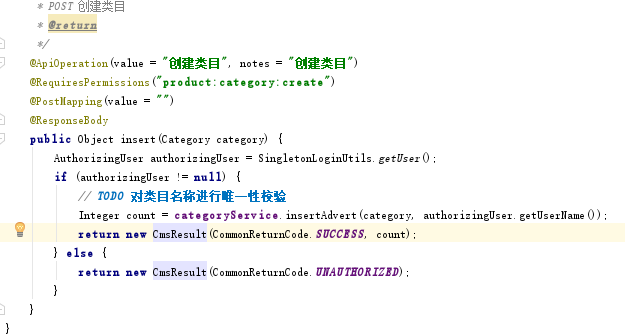 * POST 创建类目
* @return
*/
@ApiOperation(value = "创建类目", notes = "创建类目")
@RequiresPermissions("product:category:create")
@PostMapping(value = "")
@ResponseBody
public Object insert(Category category) {
AuthorizingUser authorizingUser = SingletonLoginUtils.getUser();
if (authorizingUser != null) {
// TODO 对类目名称进行唯一性校验
Integer count = categoryService.insertAdvert(category, authorizingUser.getUserName());
return new CmsResult(CommonReturnCode.SUCCESS, count);
} else {
return new CmsResult(CommonReturnCode.UNAUTHORIZED);
}
}
}